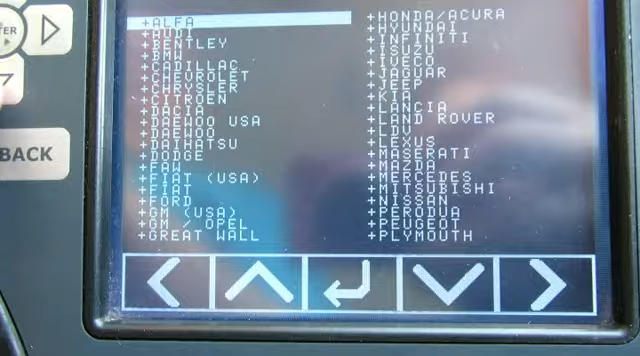 +ALFA
+AUDI
+BENTLEY
+BMW
+CADILLAC
+CHEVROLET
+CHRYSLER
+CITROEN
+DACIA
+DAEWOO USA
+DAEWOO
+DAIHATSU
+DODGE
+FAW
+FIAT (USA)
+FIAT
+FORD
+GM (USA)
+GM / OPEL
+GREAT WALL
+HONDA/ACURA
+HYUNDAI
+INFINITI
+ISUZU
+IVECO
+JAGUAR
+JEEP
+KIA
+LANCIA
+LAND ROVER
+LDV
+LEXUS
+MASERATI
+MAZDA
+MERCEDES
+MITSUBISHI
+NISSAN
+PERODUA
+PEUGEOT
+PLYMOUTH
BACK